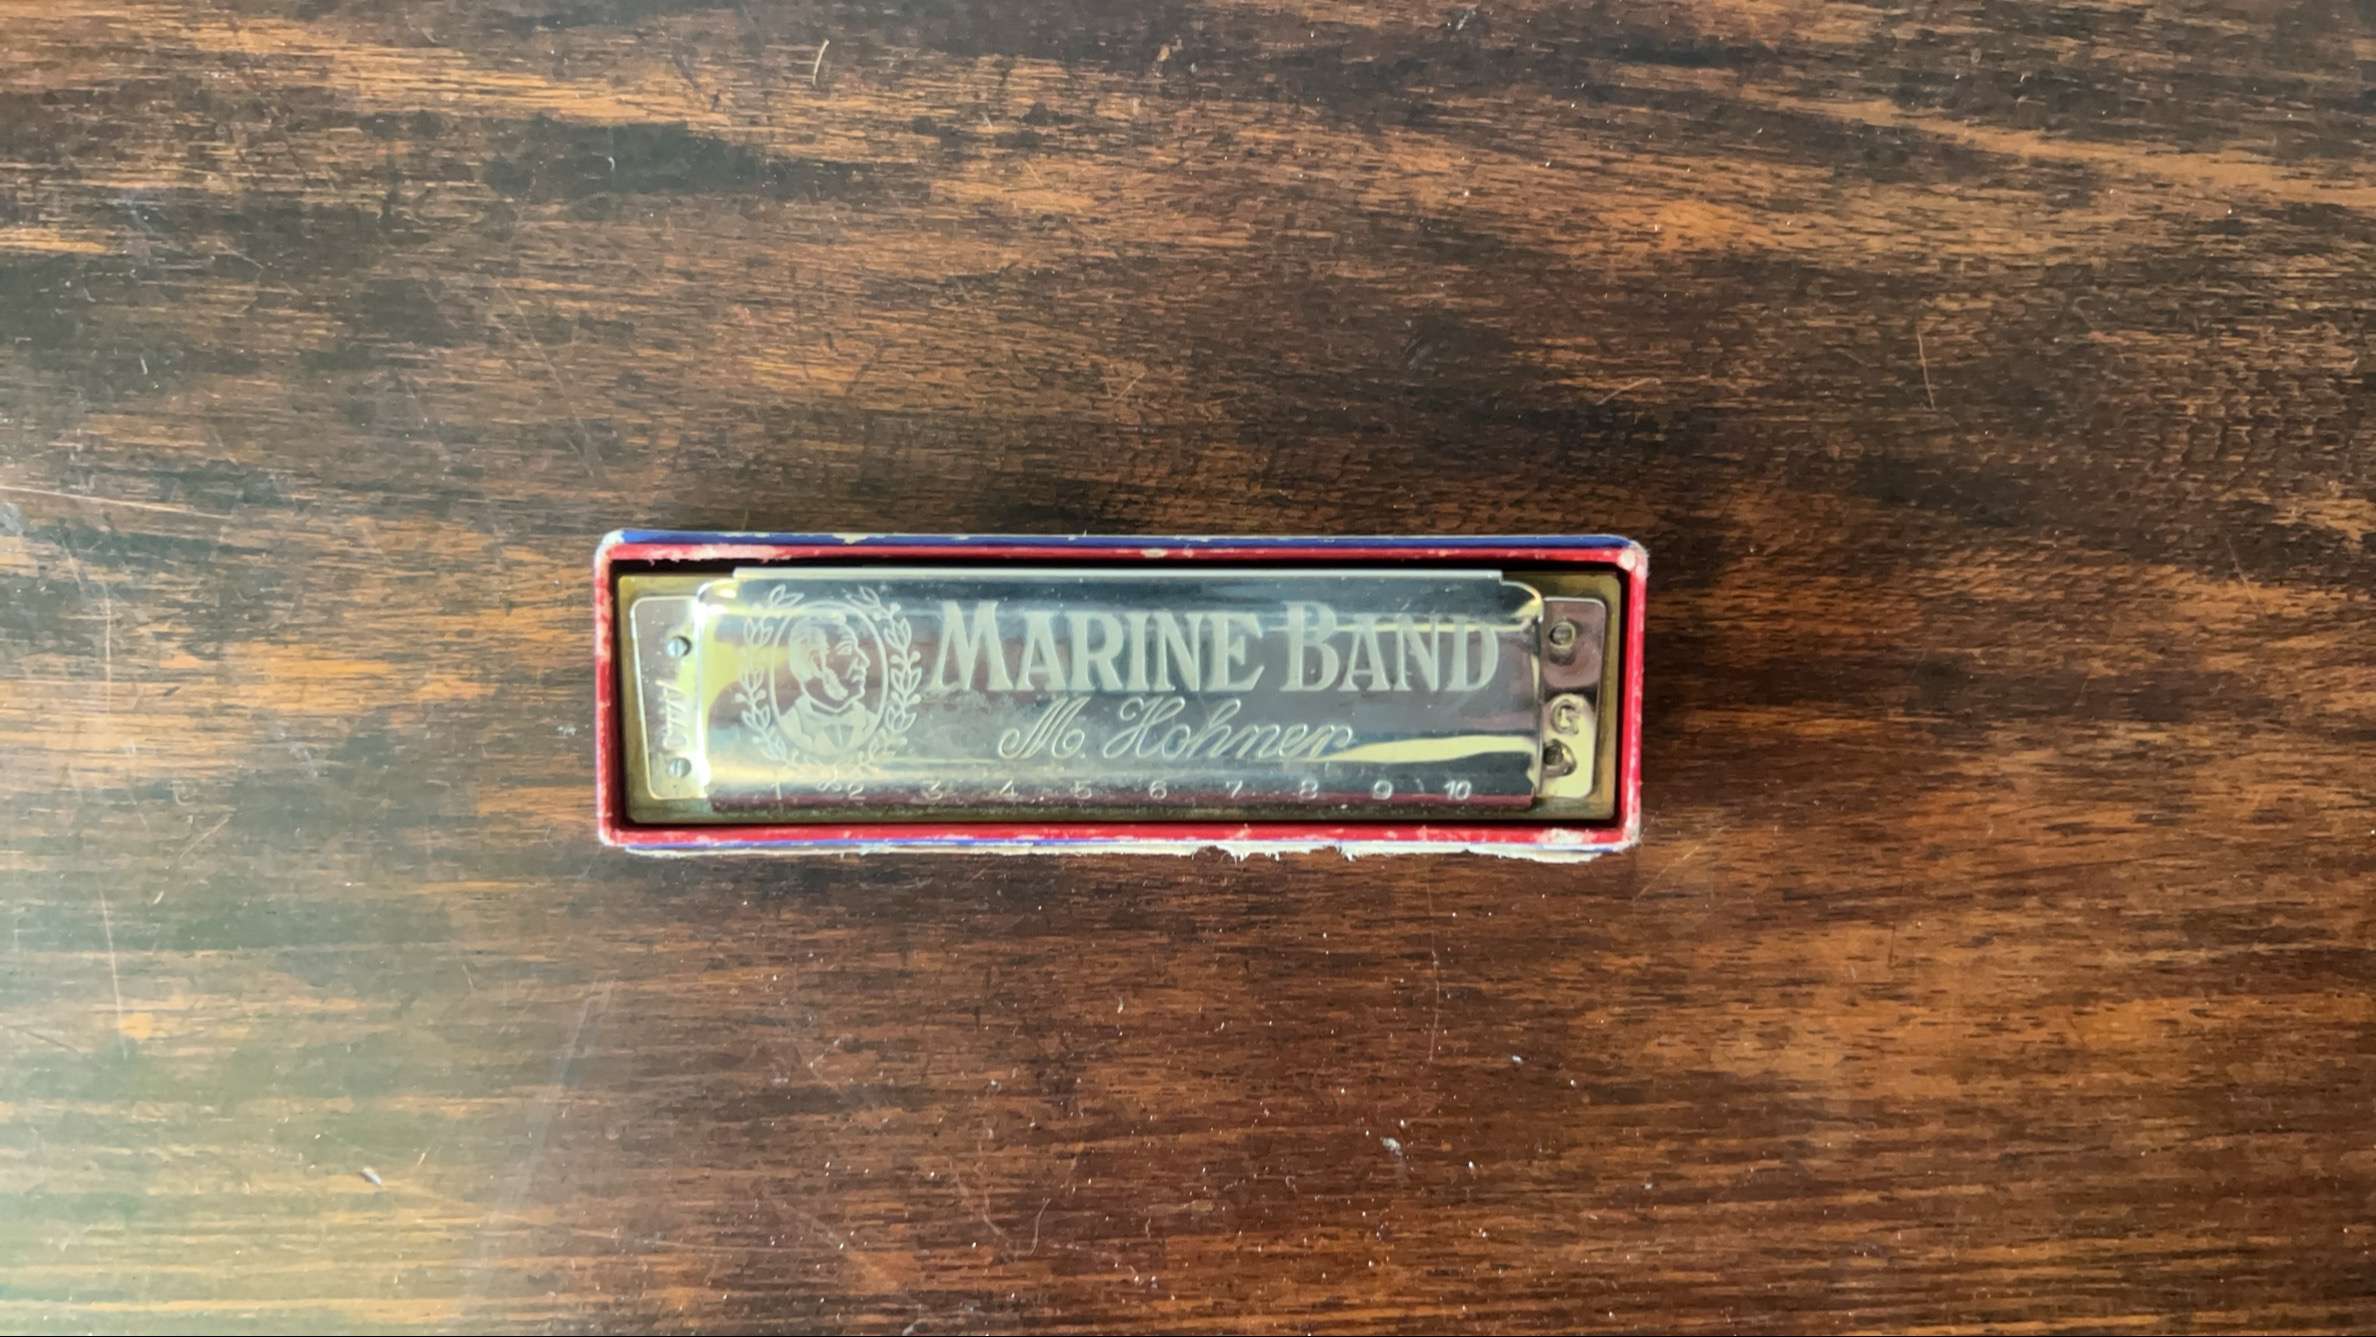 MARINE BAND
M. Hohner
G
1 2 3 4 5 6 7 8 9 10